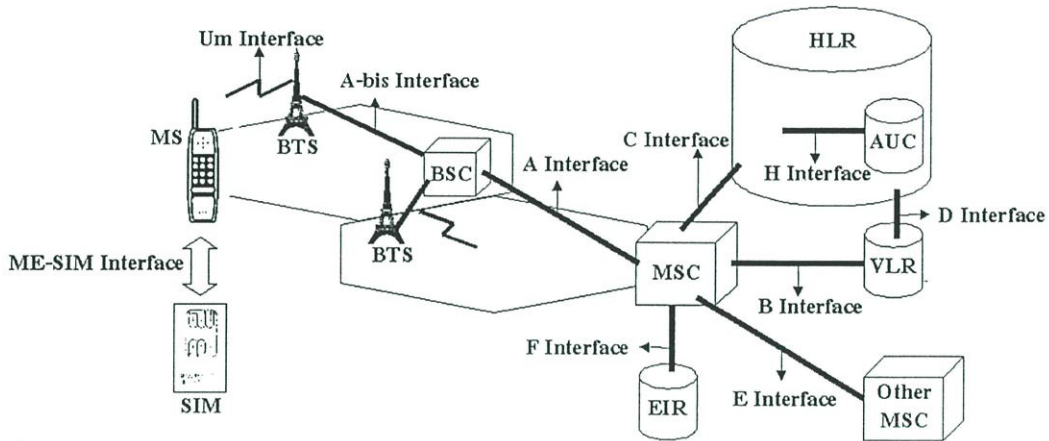 Um Interface
HLR
A-bis Interface
MS
BTS
BSC
C Interface
AUC
A Interface
H Interface
BTS
D Interface
ME-SIM Interface
MSC
VLR
B Interface
F Interface
SIM
EIR
E Interface
Other
MSC